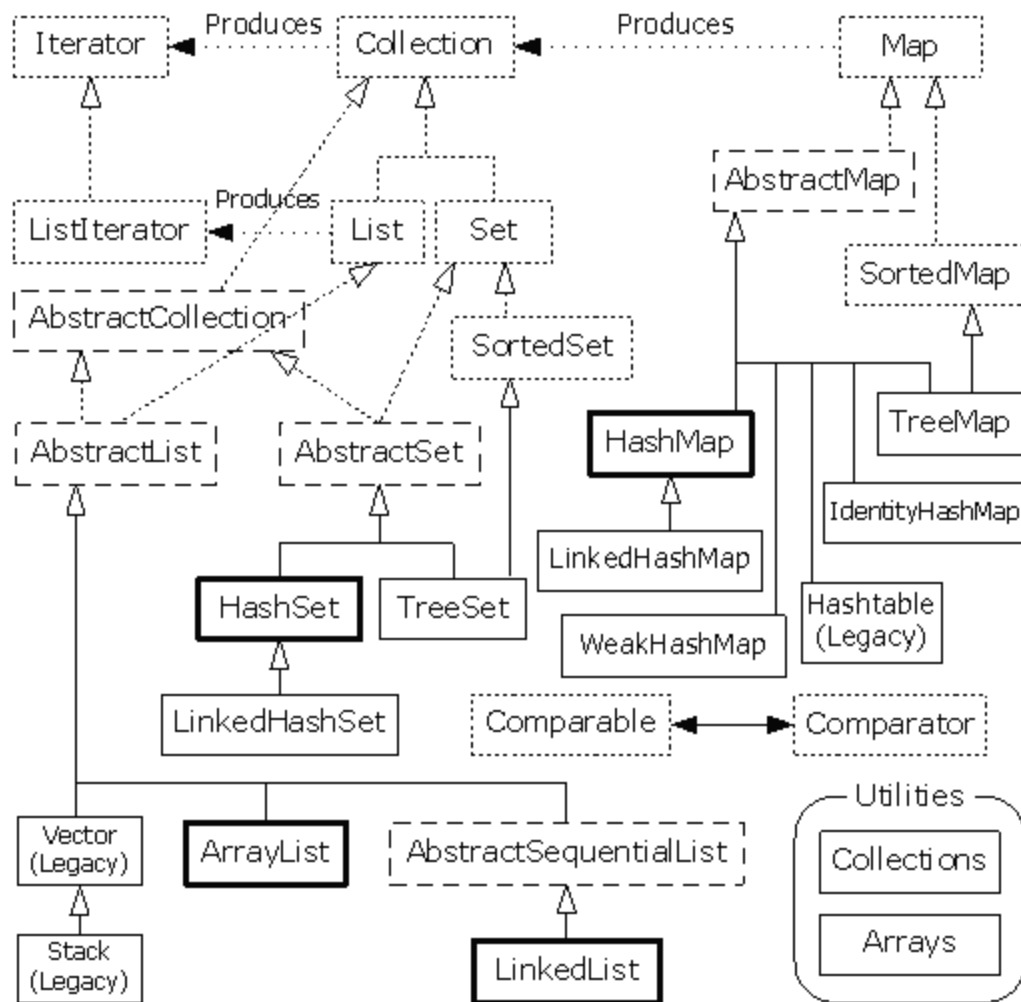 Iterator
Produces
Collection
Produces
Map
AbstractMap
ListIterator
Produces
List
Set
SortedMap
AbstractCollection
SortedSet
TreeMap
AbstractList
AbstractSet
HashMap
IdentityHashMap
LinkedHashMap
HashSet
TreeSet
Hashtable
(Legacy)
WeakHashMap
LinkedHashSet
Comparable
Comparator
Utilities
Vector
(Legacy)
ArrayList
AbstractSequentialList
Collections
Stack
(Legacy)
LinkedList
Arrays